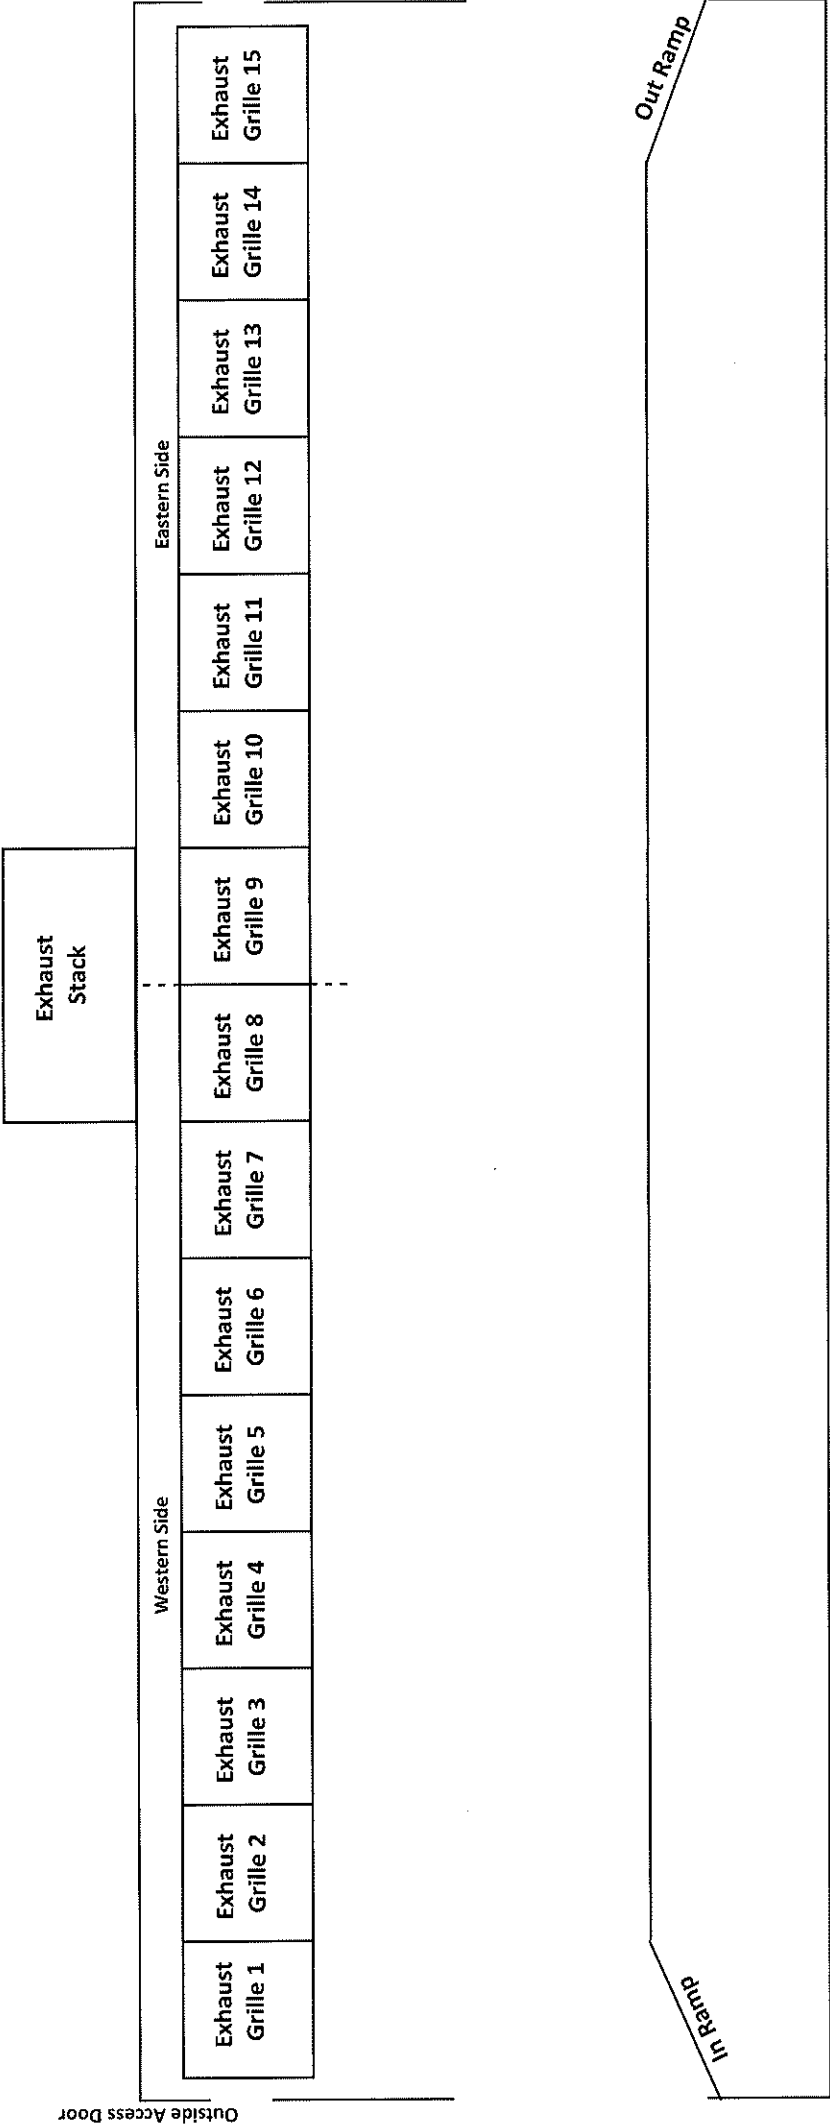 Exhaust
Stack
Western Side
Eastern Side
Outside Access Door
Exhaust
Grille 1
Exhaust
Grille 2
Exhaust
Grille 3
Exhaust
Grille 4
Exhaust
Grille 5
Exhaust
Grille 6
Exhaust
Grille 7
Exhaust
Grille 8
Exhaust
Grille 9
Exhaust
Grille 10
Exhaust
Grille 11
Exhaust
Grille 12
Exhaust
Grille 13
Exhaust
Grille 14
Exhaust
Grille 15
In Ramp
Out Ramp